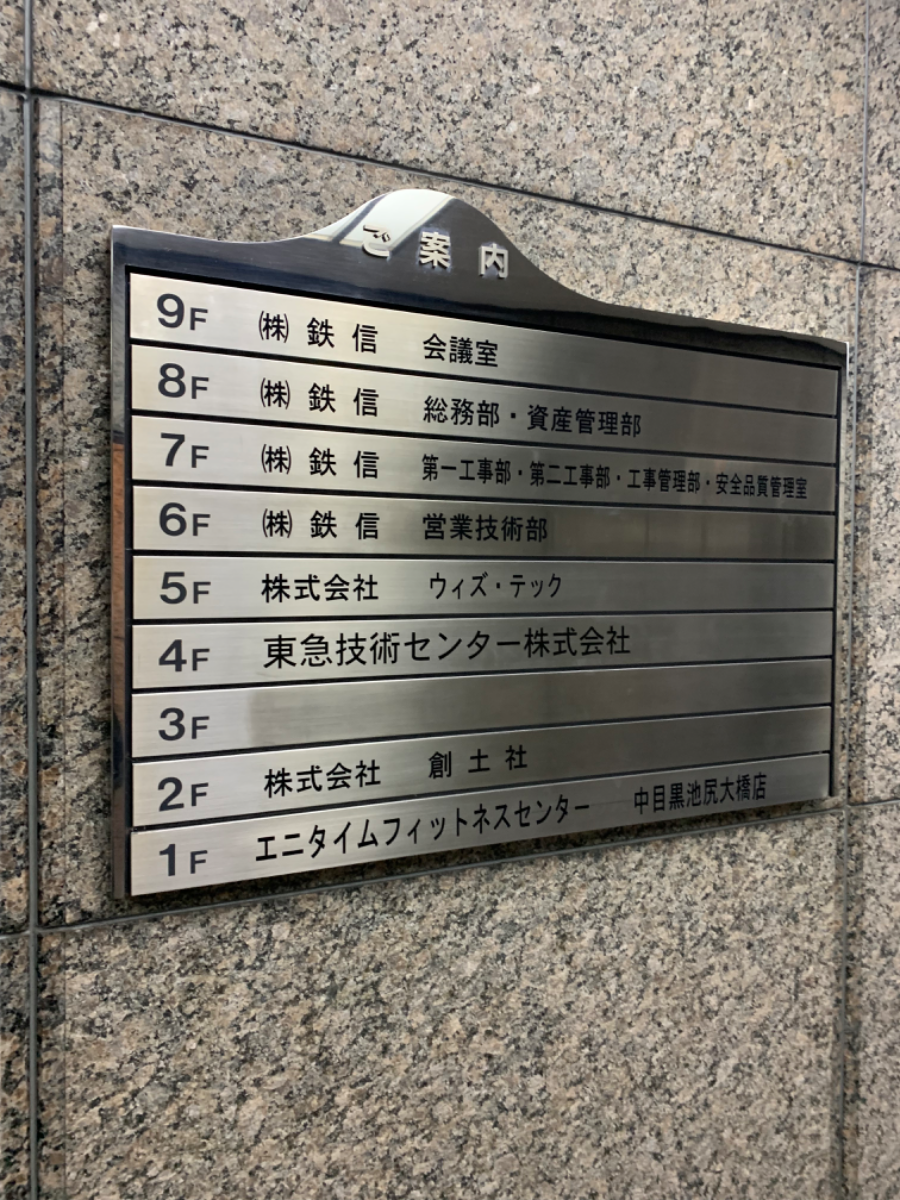 ご案内
9F ㈱ 鉄信 会議室
8F ㈱ 鉄信 総務部・資産管理部
7F ㈱ 鉄信 第一工事部・第二工事部・工事管理部・安全品質管理室
6F ㈱ 鉄信 営業技術部
5F 株式会社 ウィズ・テック
4F 東急技術センター株式会社
3F
2F 株式会社 創土社
1F エニタイムフィットネスセンター 中目黒池尻大橋店